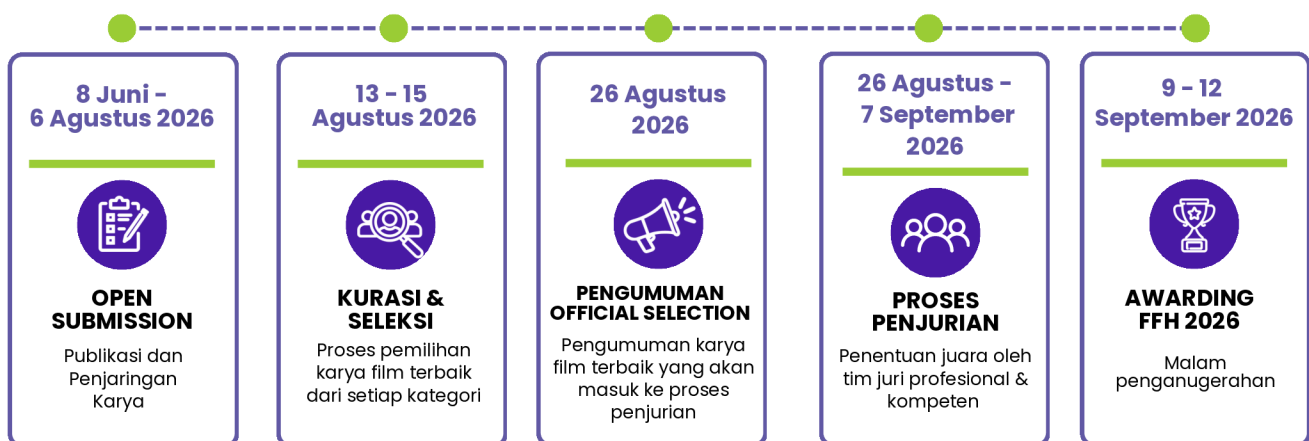 8 Juni -
6 Agustus 2026
OPEN
SUBMISSION
Publikasi dan
Penjaringan
Karya
13 - 15
Agustus 2026
KURASI &
SELEKSI
Proses pemilihan
karya film terbaik
dari setiap kategori
26 Agustus
2026
PENGUMUMAN
OFFICIAL SELECTION
Pengumuman karya
film terbaik yang akan
masuk ke proses
penjurian
26 Agustus -
7 September
2026
PROSES
PENJURIAN
Penentuan juara oleh
tim juri profesional &
kompeten
9 - 12
September 2026
AWARDING
FFH 2026
Malam
penganugerahan